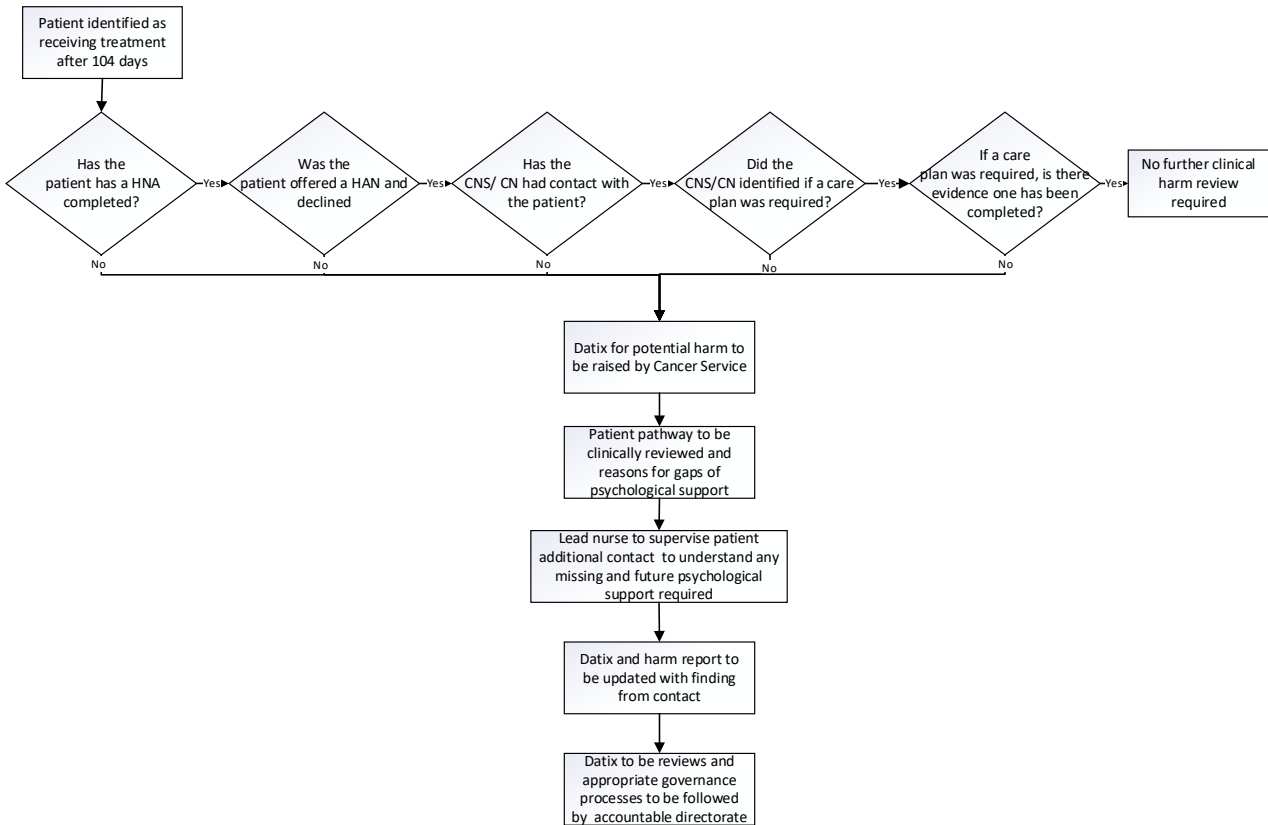 Patient identified as
receiving treatment
after 104 days
Has the
patient has a HNA
completed?
Yes
Was the
patient offered a HAN and
declined
Yes
Has the
CNS/ CN had contact with
the patient?
Yes
Did the
CNS/CN identified if a care
plan was required?
Yes
If a care
plan was required, is there
evidence one has been
completed?
Yes
No further clinical
harm review
required
No
No
No
No
No
Datix for potential harm to
be raised by Cancer Service
Patient pathway to be
clinically reviewed and
reasons for gaps of
psychological support
Lead nurse to supervise patient
additional contact to understand any
missing and future psychological
support required
Datix and harm report to
be updated with finding
from contact
Datix to be reviews and
appropriate governance
processes to be followed
by accountable directorate